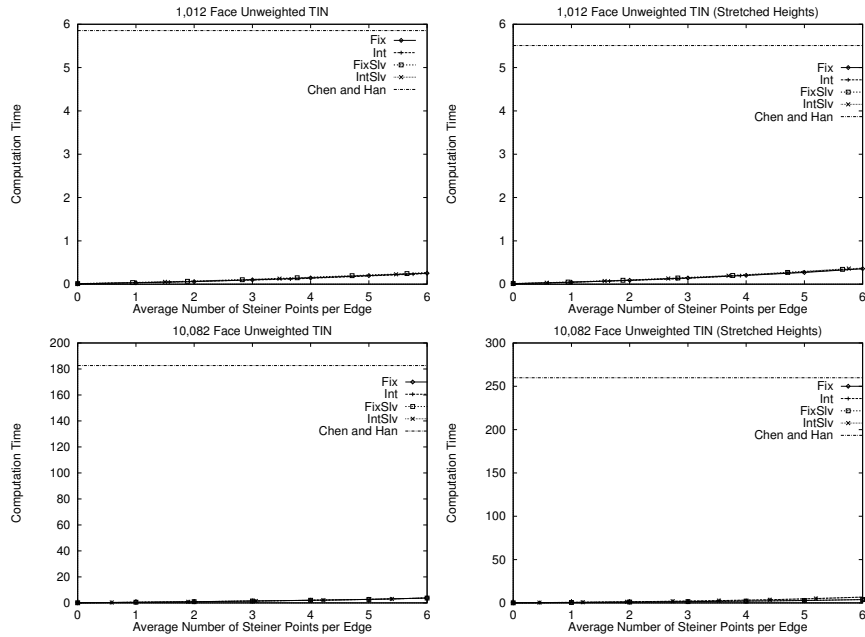 1,012 Face Unweighted TIN
6
5
4
3
2
1
0
0 1 2 3 4 5 6
Computation Time
Average Number of Steiner Points per Edge
Fix
Int
FixSlv
IntSlv
Chen and Han
1,012 Face Unweighted TIN (Stretched Heights)
6
5
4
3
2
1
0
0 1 2 3 4 5 6
Computation Time
Average Number of Steiner Points per Edge
Fix
Int
FixSlv
IntSlv
Chen and Han
10,082 Face Unweighted TIN
200
180
160
140
120
100
80
60
40
20
0
0 1 2 3 4 5 6
Computation Time
Average Number of Steiner Points per Edge
Fix
Int
FixSlv
IntSlv
Chen and Han
10,082 Face Unweighted TIN (Stretched Heights)
300
250
200
150
100
50
0
0 1 2 3 4 5 6
Computation Time
Average Number of Steiner Points per Edge
Fix
Int
FixSlv
IntSlv
Chen and Han